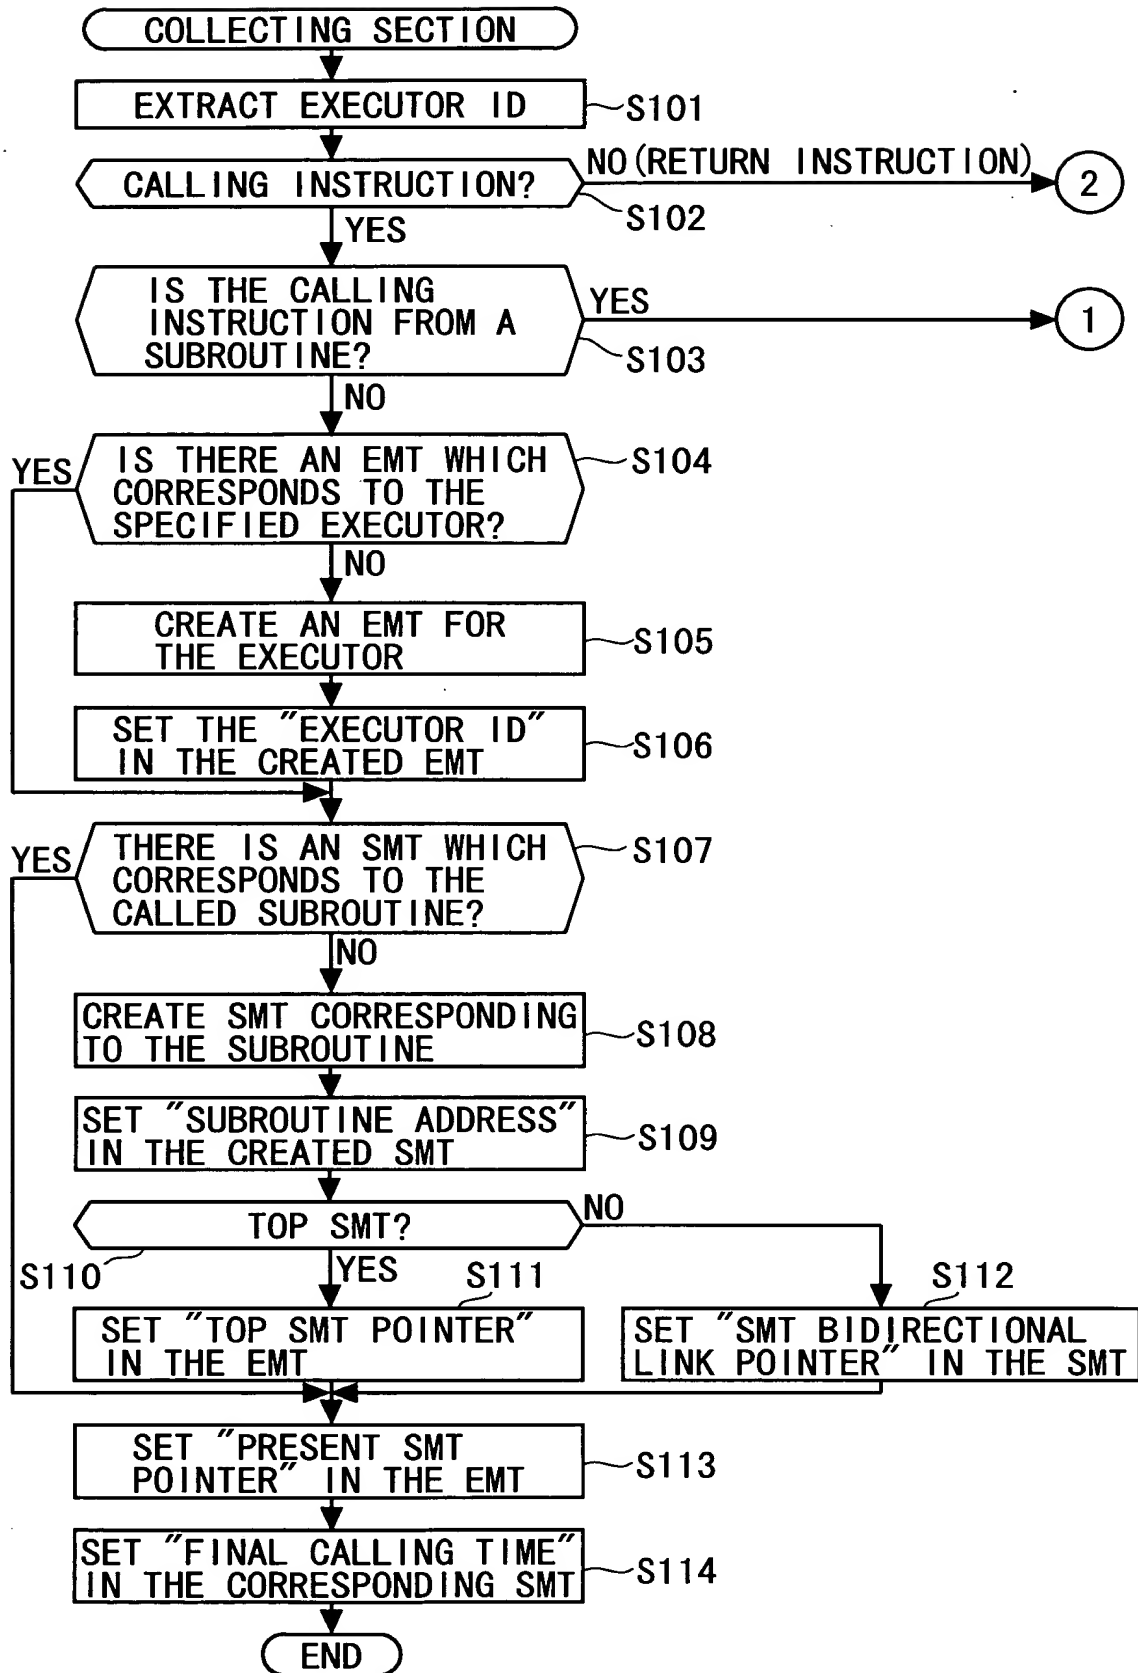 COLLECTING SECTION
EXTRACT EXECUTOR ID
S101
CALLING INSTRUCTION?
NO (RETURN INSTRUCTION)
2
S102
YES
IS THE CALLING
INSTRUCTION FROM A
SUBROUTINE?
YES
1
S103
NO
IS THERE AN EMT WHICH
CORRESPONDS TO THE
SPECIFIED EXECUTOR?
S104
YES
NO
CREATE AN EMT FOR
THE EXECUTOR
S105
SET THE "EXECUTOR ID"
IN THE CREATED EMT
S106
THERE IS AN SMT WHICH
CORRESPONDS TO THE
CALLED SUBROUTINE?
S107
YES
NO
CREATE SMT CORRESPONDING
TO THE SUBROUTINE
S108
SET "SUBROUTINE ADDRESS"
IN THE CREATED SMT
S109
TOP SMT?
NO
S110
YES
S111
S112
SET "TOP SMT POINTER"
IN THE EMT
SET "SMT BIDIRECTIONAL
LINK POINTER" IN THE SMT
SET "PRESENT SMT
POINTER" IN THE EMT
S113
SET "FINAL CALLING TIME"
IN THE CORRESPONDING SMT
S114
END